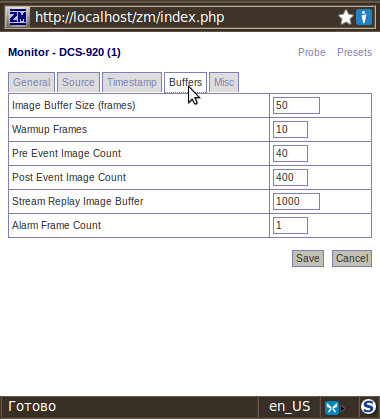 ZM http://localhost/zm/index.php
Monitor - DCS-920 (1) Probe Presets
General Source Timestamp Buffers Misc
Image Buffer Size (frames) 50
Warmup Frames 10
Pre Event Image Count 40
Post Event Image Count 400
Stream Replay Image Buffer 1000
Alarm Frame Count 1
Save Cancel
Готово en_US S